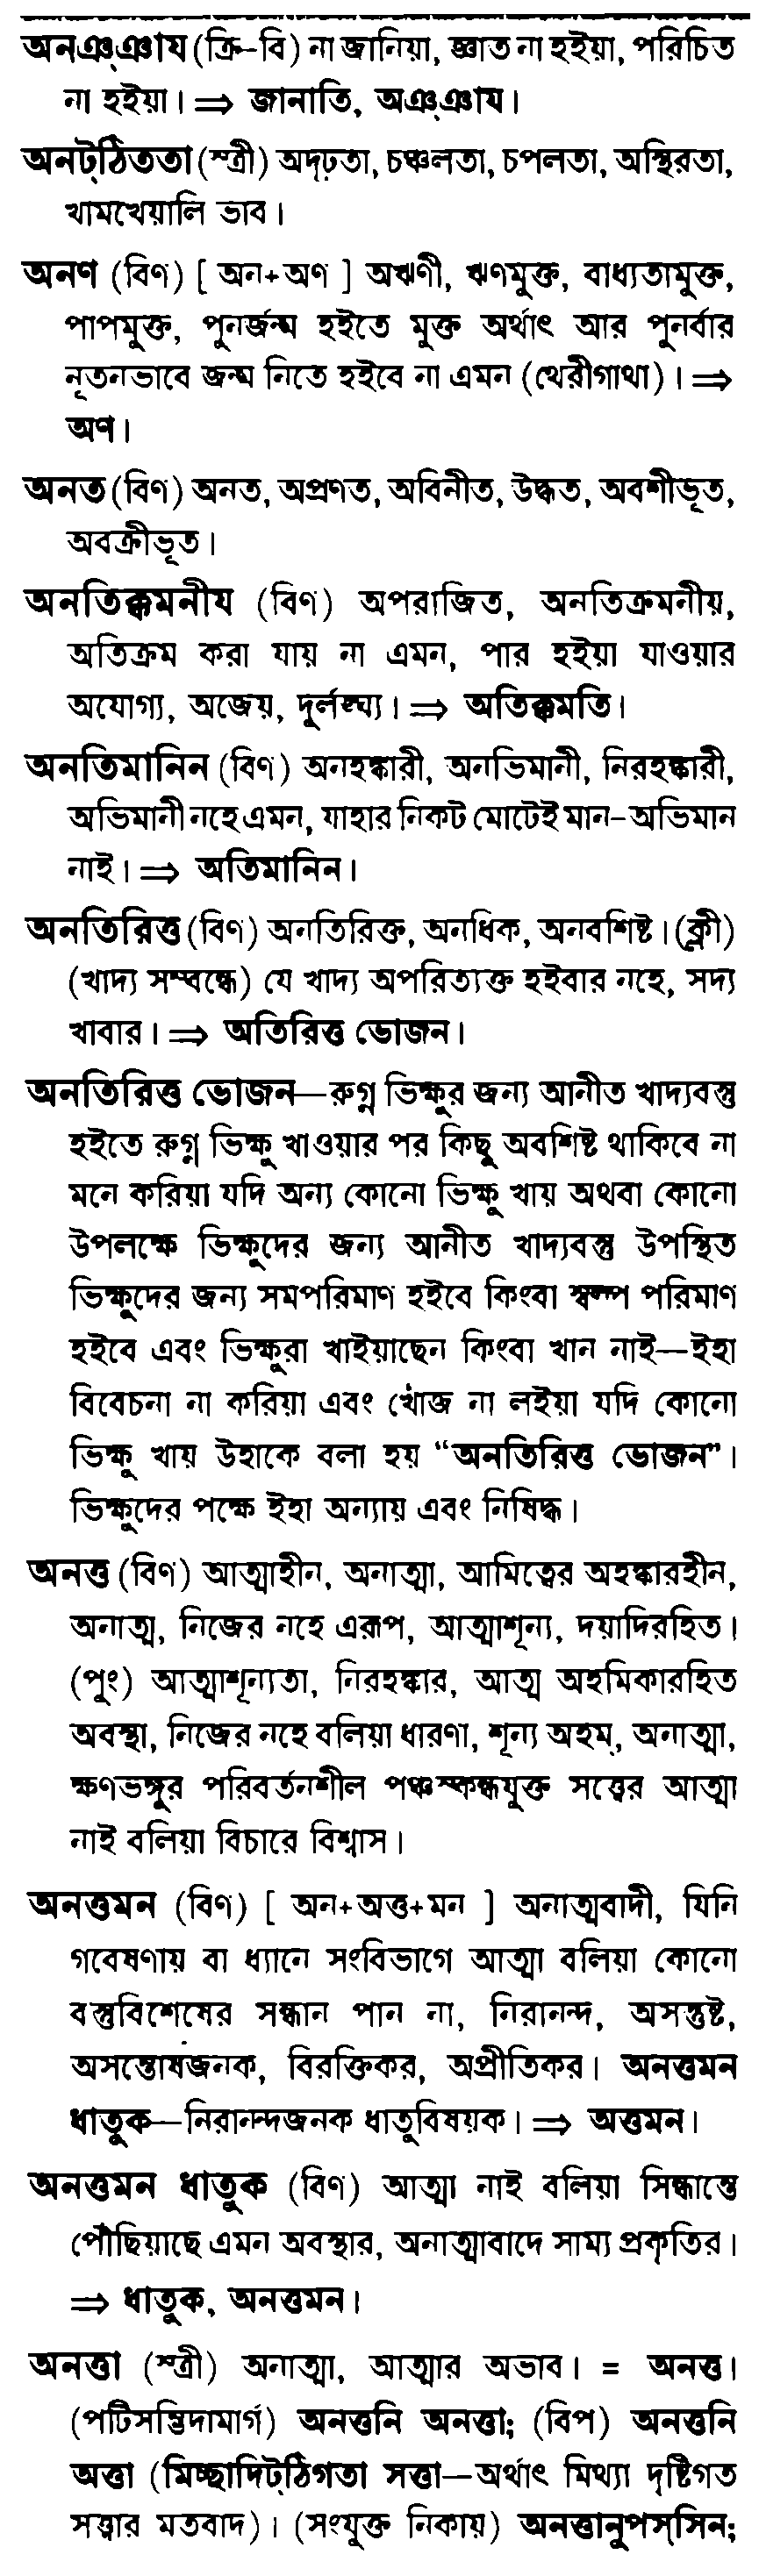 অনঞ্ঞায (ক্রি-বি) না জানিয়া, জ্ঞাত না হইয়া, পরিচিত
না হইয়া। ⇒ জানাতি, অঞ্ঞায।
অনট্ঠিততা (স্ত্রী) অদৃঢ়তা, চঞ্চলতা, চপলতা, অস্থিরতা,
খামখেয়ালি ভাব।
অনণ (বিণ) [ অন+অণ ] অঋণী, ঋণমুক্ত, বাধ্যতামুক্ত,
পাপমুক্ত, পুনর্জন্ম হইতে মুক্ত অর্থাৎ আর পুনর্বার
নূতনভাবে জন্ম নিতে হইবে না এমন (থেরীগাথা)। ⇒
অণ।
অনত (বিণ) অনত, অপ্রণত, অবিনীত, উদ্ধত, অবশীভূত,
অবক্রীভূত।
অনতিক্কমনীয (বিণ) অপরাজিত, অনতিক্রমনীয়,
অতিক্রম করা যায় না এমন, পার হইয়া যাওয়ার
অযোগ্য, অজেয়, দুর্লঙ্ঘ্য। ⇒ অতিক্কমতি।
অনতিমানিন (বিণ) অনহঙ্কারী, অনভিমানী, নিরহঙ্কারী,
অভিমানী নহে এমন, যাহার নিকট মোটেই মান-অভিমান
নাই। ⇒ অতিমানিন।
অনতিরিত্ত (বিণ) অনতিরিক্ত, অনধিক, অনবশিষ্ট। (ক্লী)
(খাদ্য সম্বন্ধে) যে খাদ্য অপরিত্যক্ত হইবার নহে, সদ্য
খাবার। ⇒ অতিরিত্ত ভোজন।
অনতিরিত্ত ভোজন—রুগ্ন ভিক্ষুর জন্য আনীত খাদ্যবস্তু
হইতে রুগ্ন ভিক্ষু খাওয়ার পর কিছু অবশিষ্ট থাকিবে না
মনে করিয়া যদি অন্য কোনো ভিক্ষু খায় অথবা কোনো
উপলক্ষে ভিক্ষুদের জন্য আনীত খাদ্যবস্তু উপস্থিত
ভিক্ষুদের জন্য সমপরিমাণ হইবে কিংবা স্বল্প পরিমাণ
হইবে এবং ভিক্ষুরা খাইয়াছেন কিংবা খান নাই—ইহা
বিবেচনা না করিয়া এবং খোঁজ না লইয়া যদি কোনো
ভিক্ষু খায় উহাকে বলা হয় “অনতিরিত্ত ভোজন”।
ভিক্ষুদের পক্ষে ইহা অন্যায় এবং নিষিদ্ধ।
অনত্ত (বিণ) আত্মাহীন, অনাত্মা, আমিত্বের অহঙ্কারহীন,
অনাত্ম, নিজের নহে এরূপ, আত্মাশূন্য, দয়াদিরহিত।
(পুং) আত্মাশূন্যতা, নিরহঙ্কার, আত্ম অহমিকারহিত
অবস্থা, নিজের নহে বলিয়া ধারণা, শূন্য অহম্, অনাত্মা,
ক্ষণভঙ্গুর পরিবর্তনশীল পঞ্চস্কন্ধযুক্ত সত্ত্বের আত্মা
নাই বলিয়া বিচারে বিশ্বাস।
অনত্তমন (বিণ) [ অন+অত্ত+মন ] অনাত্মবাদী, যিনি
গবেষণায় বা ধ্যানে সংবিভাগে আত্মা বলিয়া কোনো
বস্তুবিশেষের সন্ধান পান না, নিরানন্দ, অসন্তুষ্ট,
অসন্তোষজনক, বিরক্তিকর, অপ্রীতিকর। অনত্তমন
ধাতুক—নিরানন্দজনক ধাতুবিষয়ক। ⇒ অত্তমন।
অনত্তমন ধাতুক (বিণ) আত্মা নাই বলিয়া সিদ্ধান্তে
পৌঁছিয়াছে এমন অবস্থার, অনাত্মাবাদে সাম্য প্রকৃতির।
⇒ ধাতুক, অনত্তমন।
অনত্তা (স্ত্রী) অনাত্মা, আত্মার অভাব। = অনত্ত।
(পটিসম্ভিদামার্গ) অনত্তনি অনত্তা; (বিপ) অনত্তনি
অত্তা (মিচ্ছাদিট্ঠিগতা সত্তা—অর্থাৎ মিথ্যা দৃষ্টিগত
সত্ত্বার মতবাদ)। (সংযুক্ত নিকায়) অনত্তানুপস্সিন;